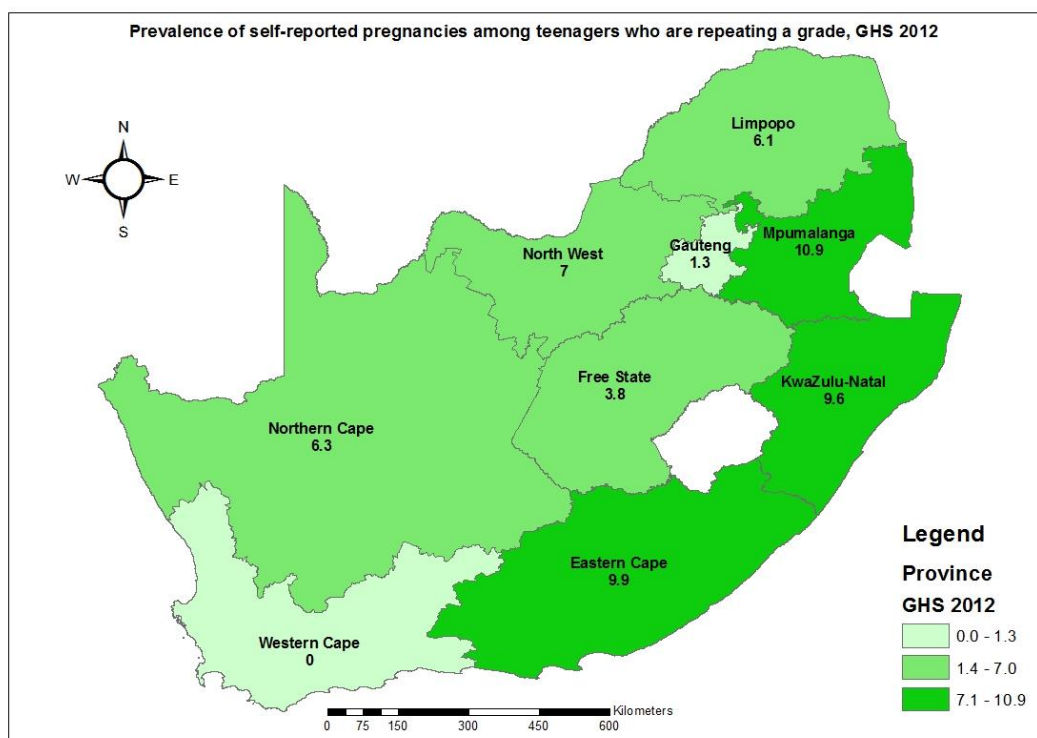 Prevalence of self-reported pregnancies among teenagers who are repeating a grade, GHS 2012
N
W
E
S
Limpopo
6.1
Mpumalanga
10.9
Gauteng
1.3
North West
7
Free State
3.8
KwaZulu-Natal
9.6
Northern Cape
6.3
Eastern Cape
9.9
Western Cape
0
Legend
Province
GHS 2012
0.0 - 1.3
1.4 - 7.0
7.1 - 10.9
Kilometers
0 75 150 300 450 600